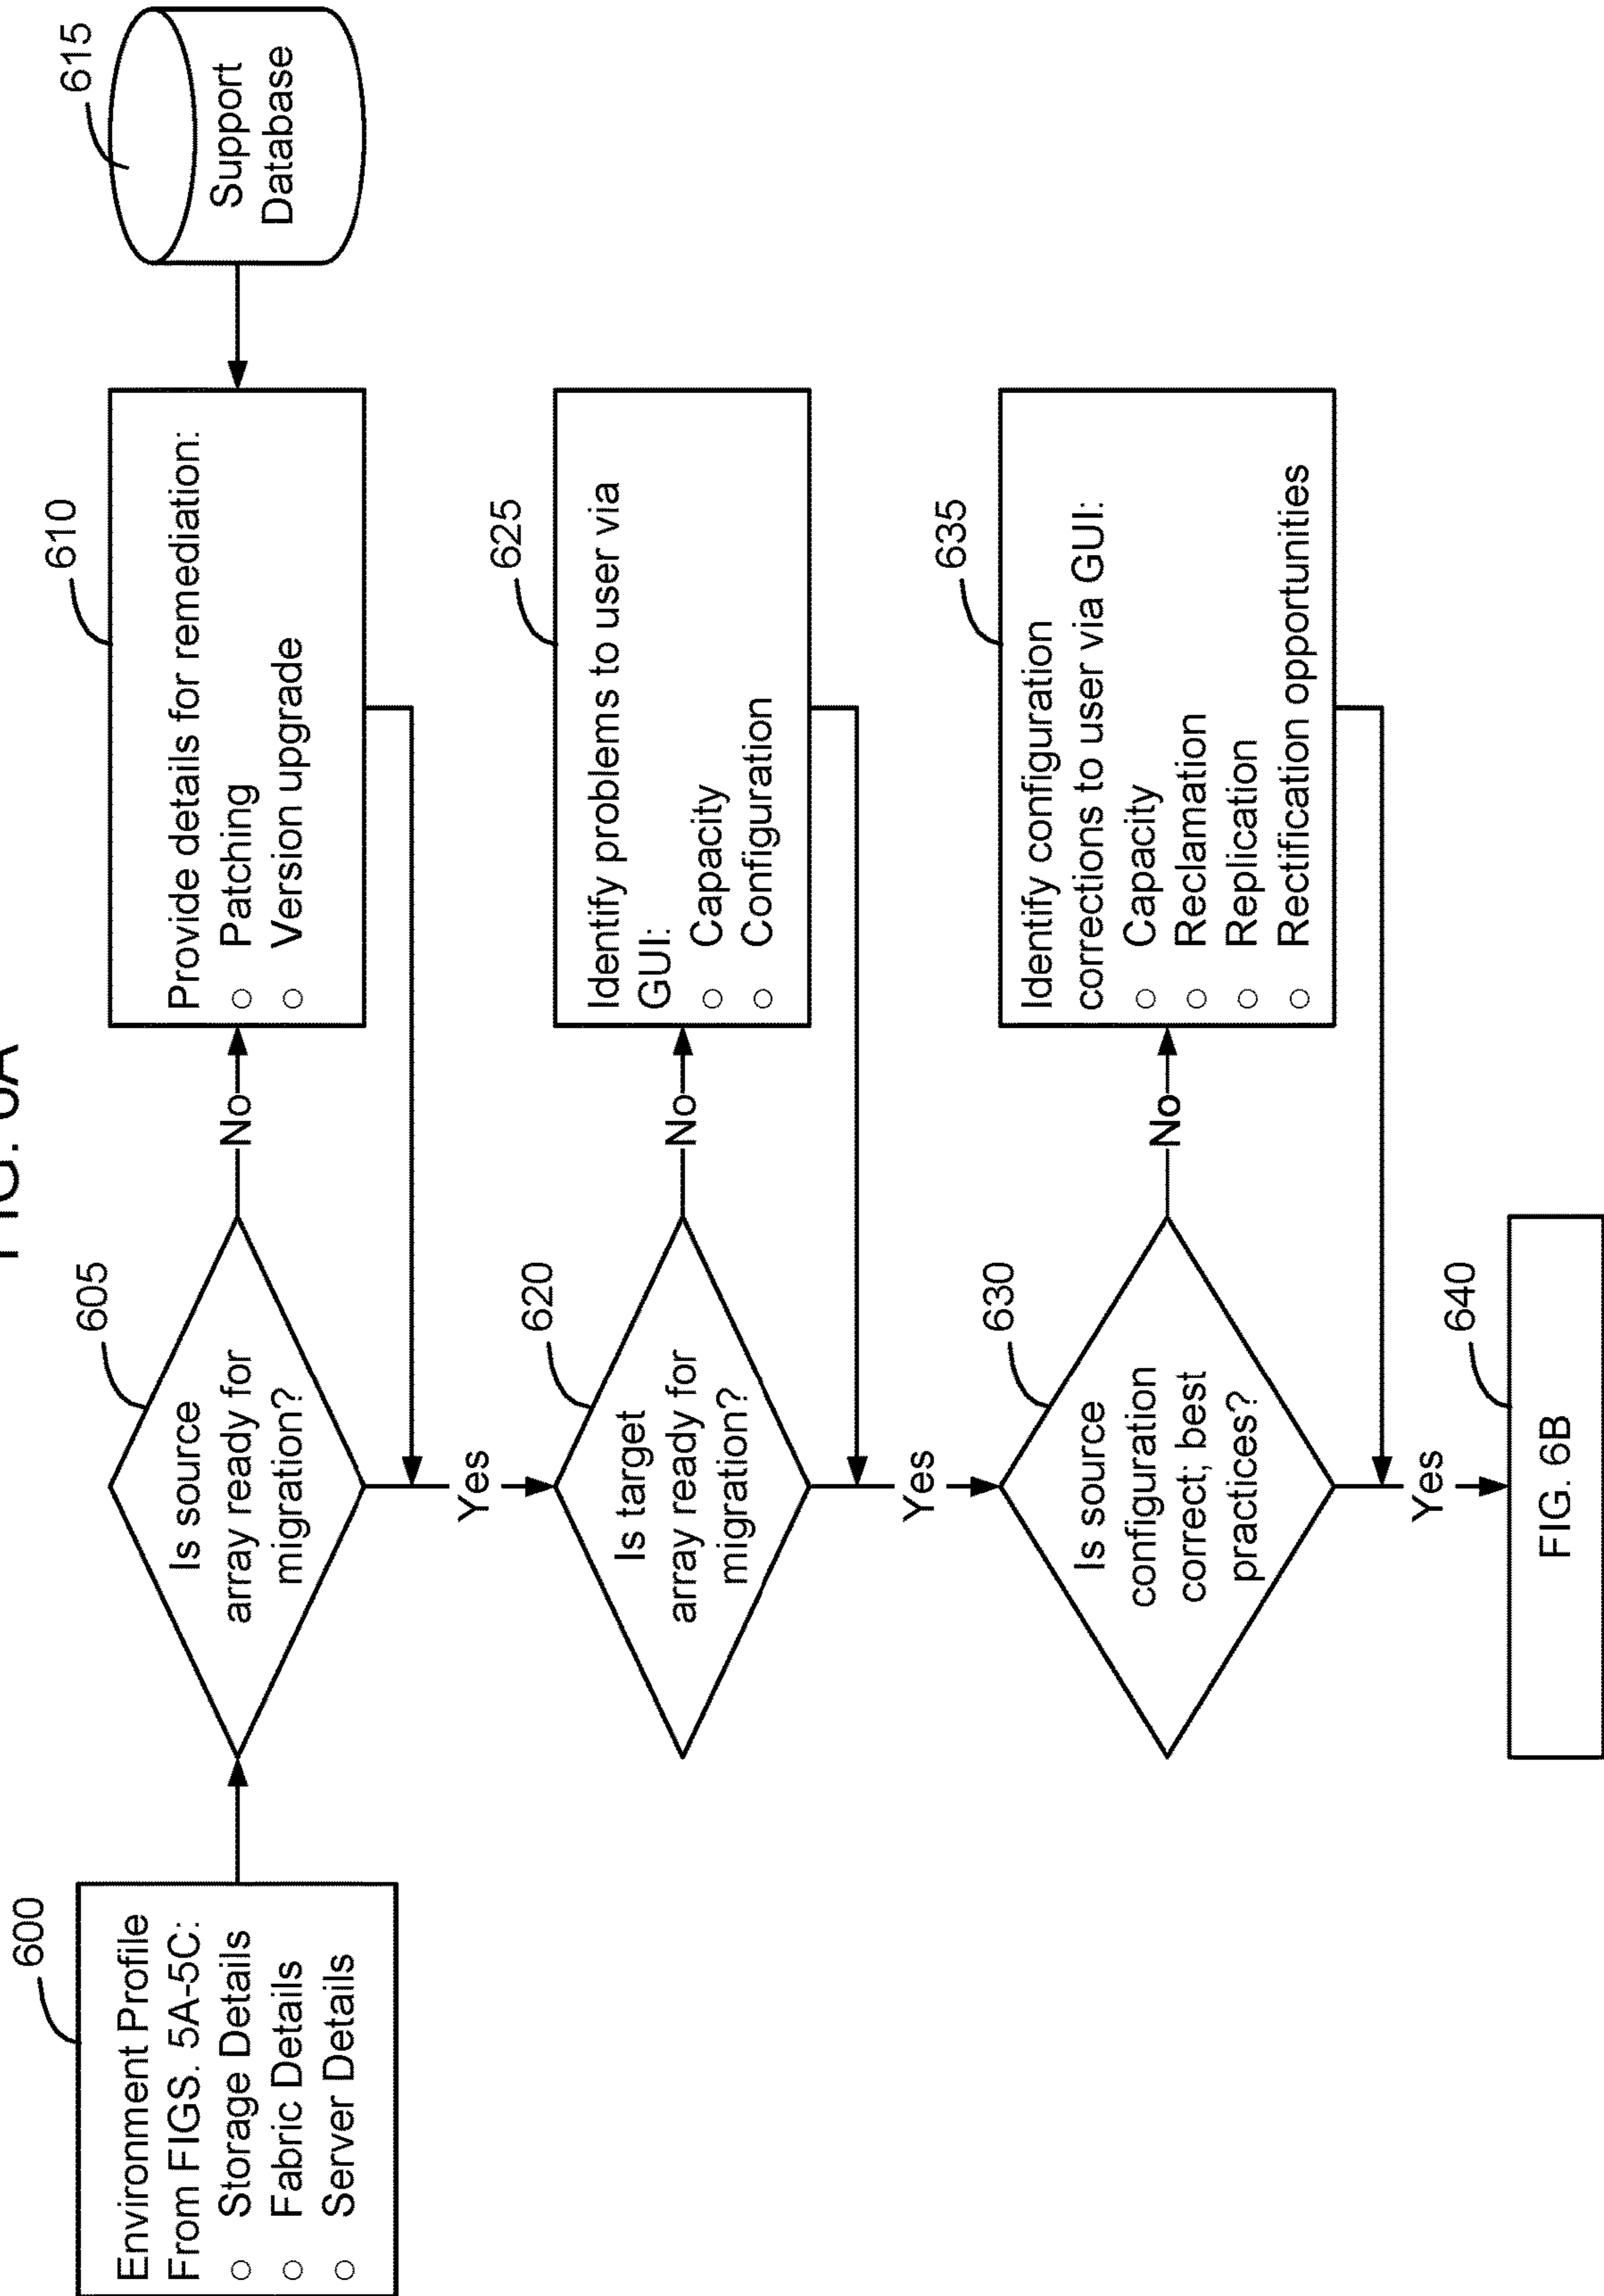 FIG. 6A
600
Environment Profile
From FIGS. 5A-5C:
○ Storage Details
○ Fabric Details
○ Server Details
605
Is source
array ready for
migration?
No
610
Provide details for remediation:
○ Patching
○ Version upgrade
615
Support
Database
Yes
620
Is target
array ready for
migration?
No
625
Identify problems to user via
GUI:
○ Capacity
○ Configuration
Yes
630
Is source
configuration
correct; best
practices?
No
635
Identify configuration
corrections to user via GUI:
○ Capacity
○ Reclamation
○ Replication
○ Rectification opportunities
Yes
640
FIG. 6B